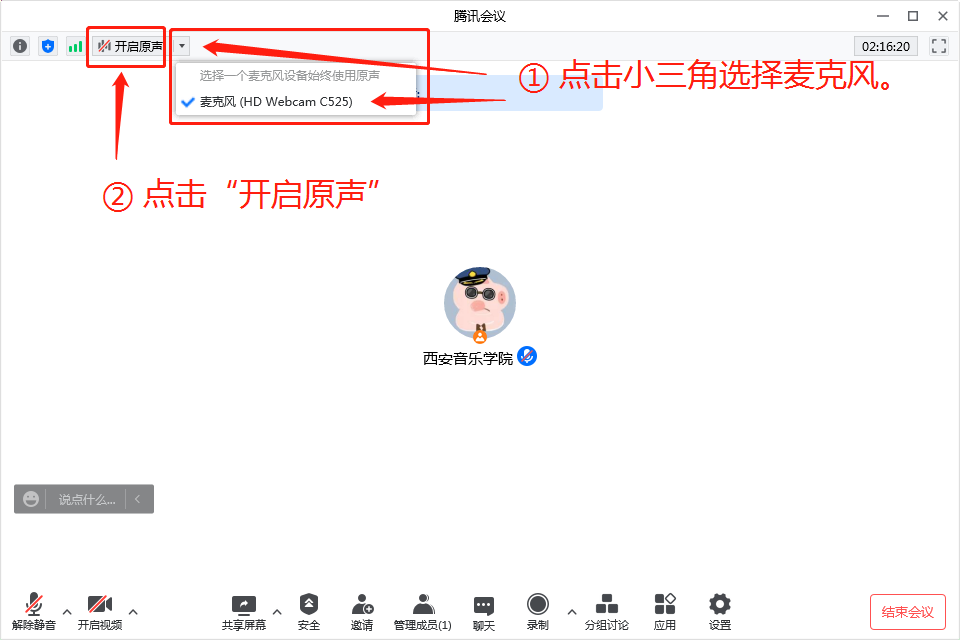 腾讯会议
开启原声
02:16:20
选择一个麦克风设备始终使用原声
麦克风 (HD Webcam C525)
① 点击小三角选择麦克风。
② 点击“开启原声”
西安音乐学院
说点什么...
解除静音
开启视频
共享屏幕
安全
邀请
管理成员(1)
聊天
录制
分组讨论
应用
设置
结束会议